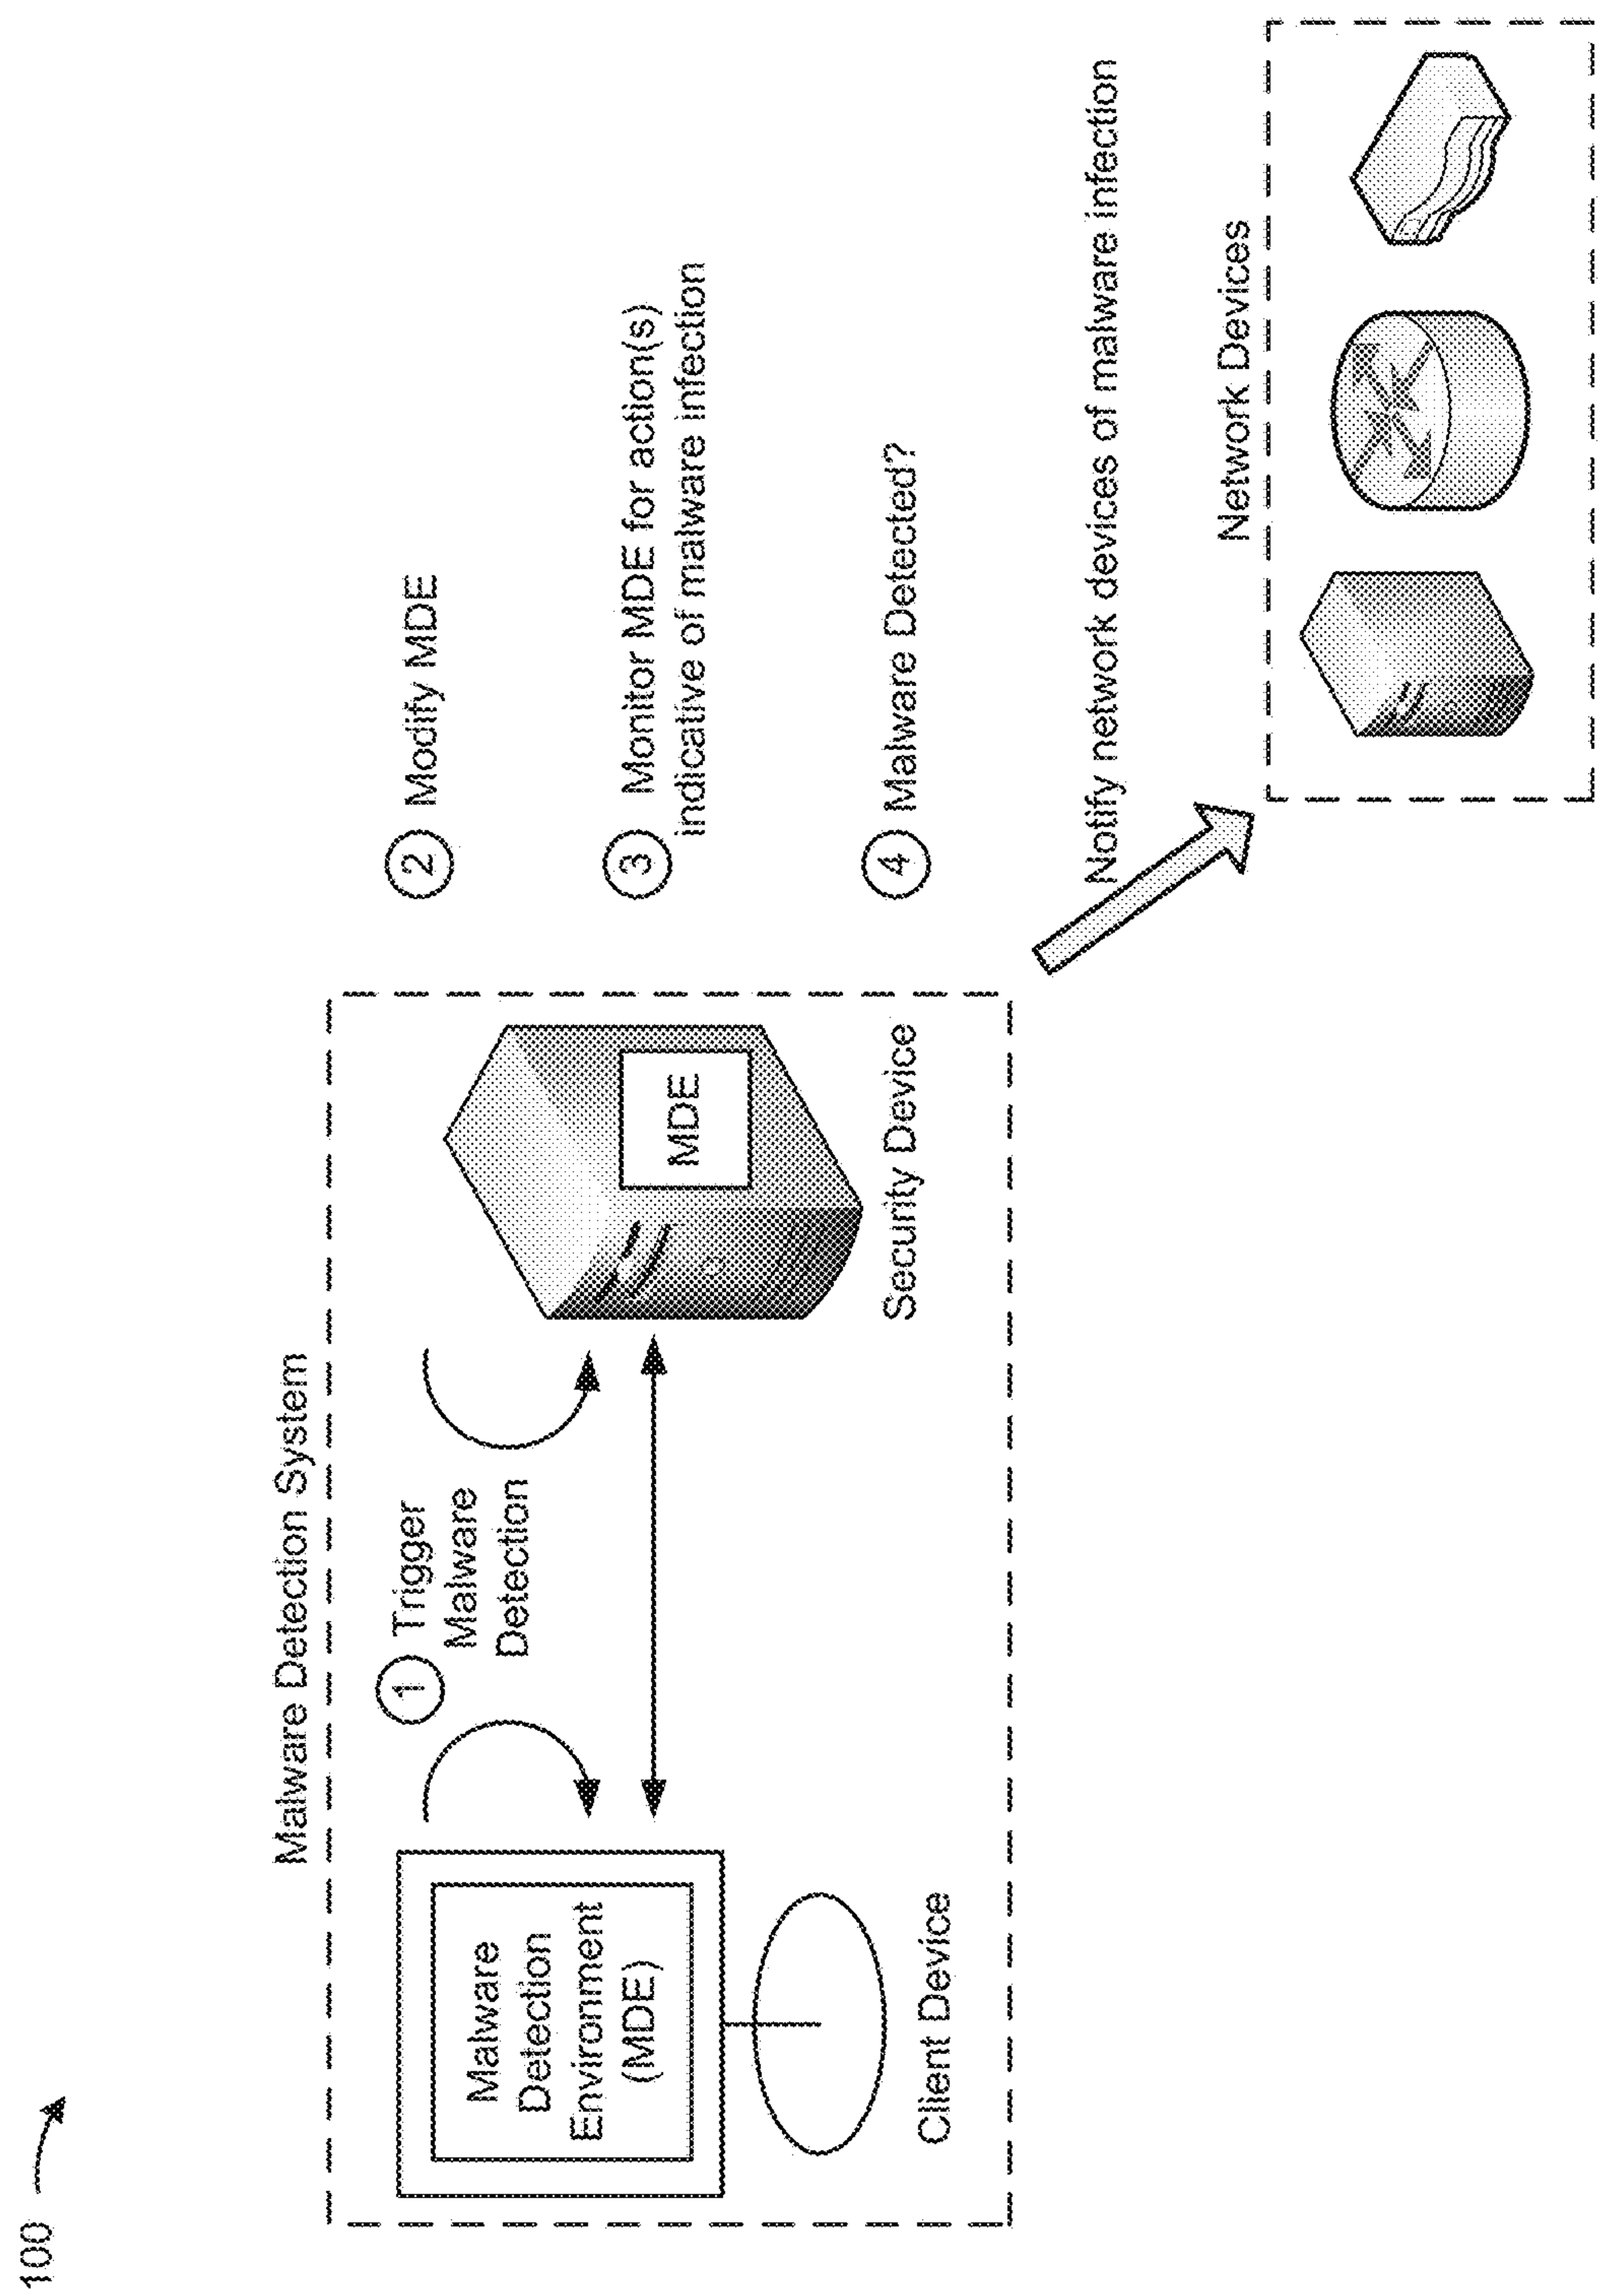 100
Malware Detection System
Malware
Detection
Environment
(MDE)
Client Device
1 Trigger
Malware
Detection
MDE
Security Device
2 Modify MDE
3 Monitor MDE for action(s)
indicative of malware infection
4 Malware Detected?
Notify network devices of malware infection
Network Devices